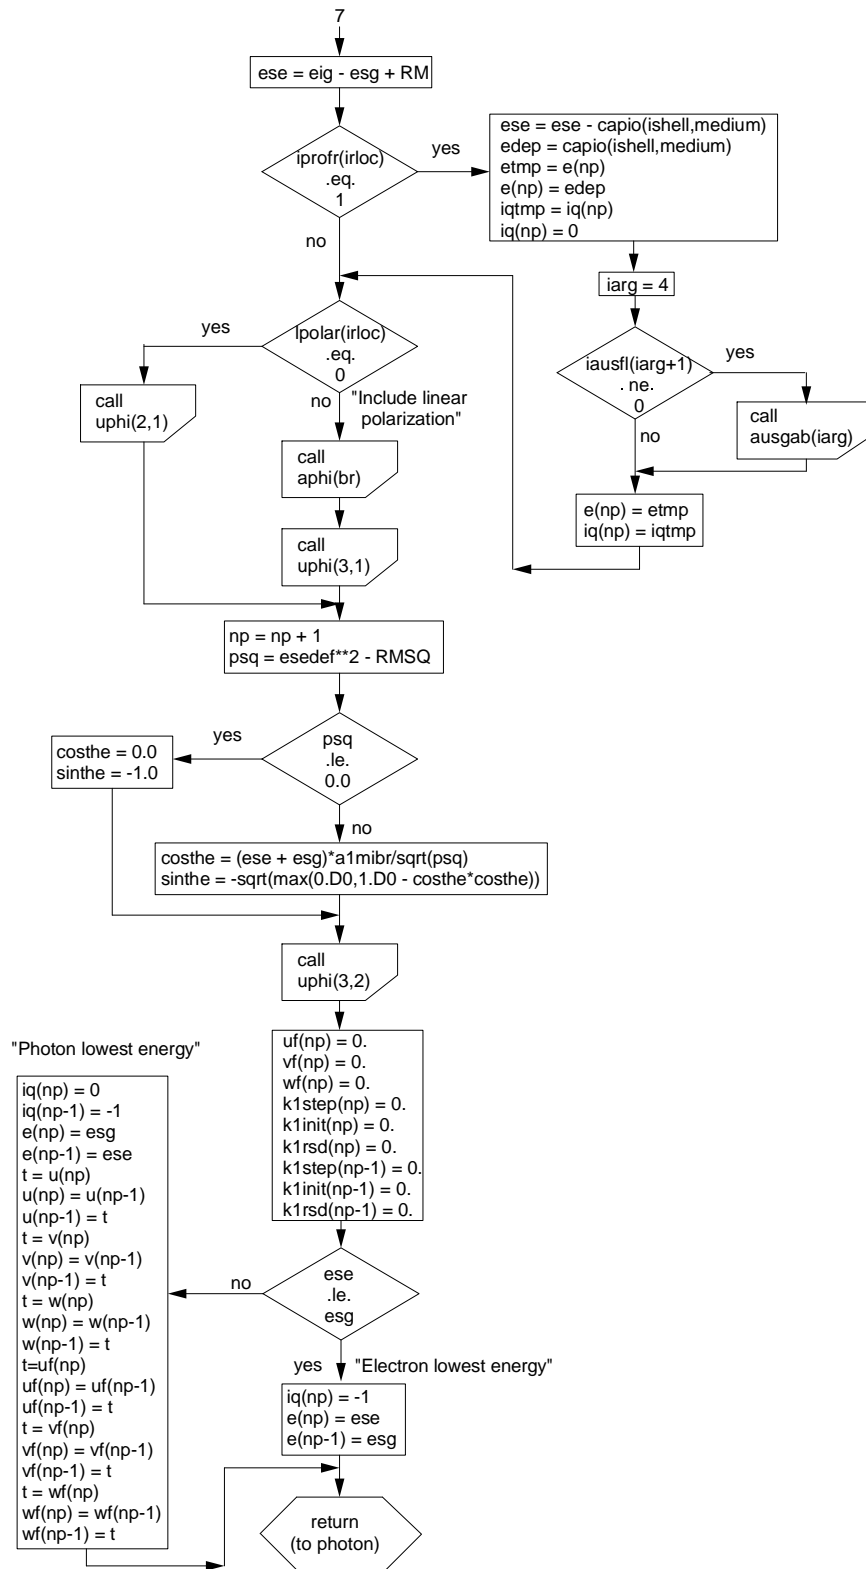 7
ese = eig - esg + RM
iprofr(irloc)
.eq.
1
yes
no
ese = ese - capio(ishell,medium)
edep = capio(ishell,medium)
etmp = e(np)
e(np) = edep
iqtmp = iq(np)
iq(np) = 0
iarg = 4
iausfl(iarg+1)
. ne.
0
yes
no
call
ausgab(iarg)
e(np) = etmp
iq(np) = iqtmp
lpolar(irloc)
.eq.
0
yes
no
"Include linear
polarization"
call
uphi(2,1)
call
aphi(br)
call
uphi(3,1)
np = np + 1
psq = esedef**2 - RMSQ
psq
.le.
0.0
yes
no
costhe = 0.0
sinthe = -1.0
costhe = (ese + esg)*a1mibr/sqrt(psq)
sinthe = -sqrt(max(0.D0,1.D0 - costhe*costhe))
call
uphi(3,2)
uf(np) = 0.
vf(np) = 0.
wf(np) = 0.
k1step(np) = 0.
k1init(np) = 0.
k1rsd(np) = 0.
k1step(np-1) = 0.
k1init(np-1) = 0.
k1rsd(np-1) = 0.
ese
.le.
esg
no
yes
"Photon lowest energy"
iq(np) = 0
iq(np-1) = -1
e(np) = esg
e(np-1) = ese
t = u(np)
u(np) = u(np-1)
u(np-1) = t
t = v(np)
v(np) = v(np-1)
v(np-1) = t
t = w(np)
w(np) = w(np-1)
w(np-1) = t
t=uf(np)
uf(np) = uf(np-1)
uf(np-1) = t
t = vf(np)
vf(np) = vf(np-1)
vf(np-1) = t
t = wf(np)
wf(np) = wf(np-1)
wf(np-1) = t
"Electron lowest energy"
iq(np) = -1
e(np) = ese
e(np-1) = esg
return
(to photon)